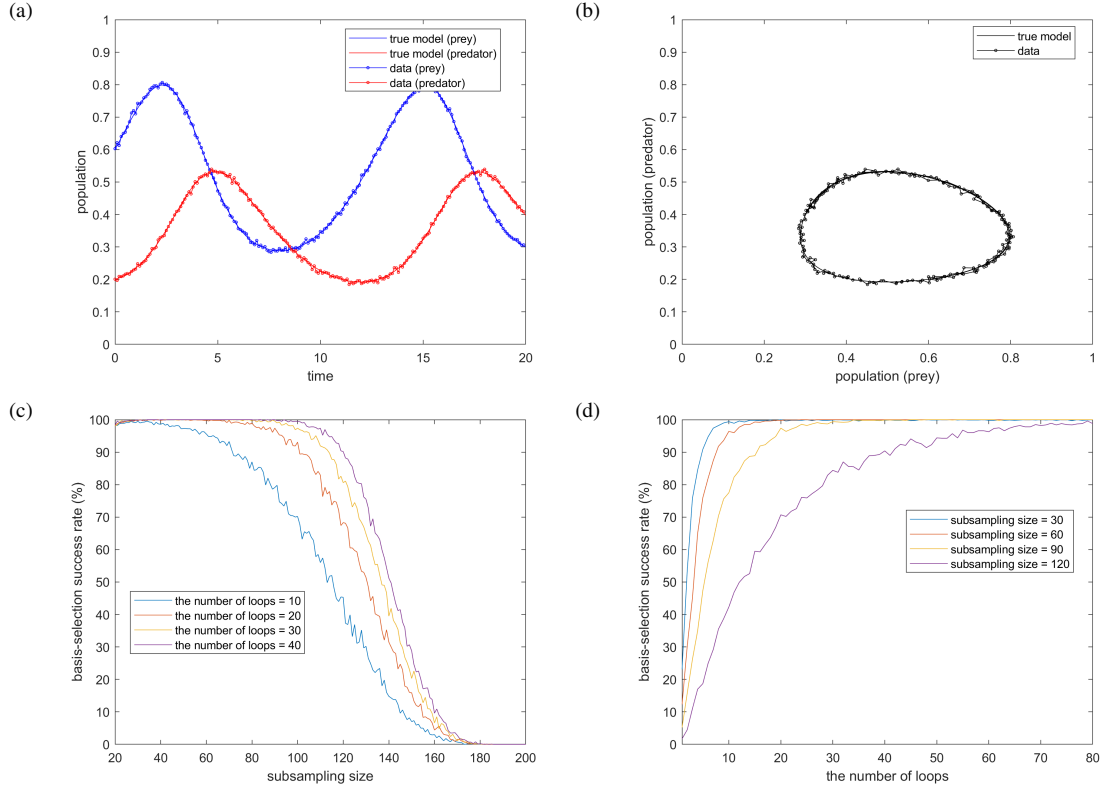 (a)
1
0.9
0.8
0.7
0.6
0.5
0.4
0.3
0.2
0.1
0
0 5 10 15 20
time
population
true model (prey)
true model (predator)
data (prey)
data (predator)
(b)
1
0.9
0.8
0.7
0.6
0.5
0.4
0.3
0.2
0.1
0
0 0.2 0.4 0.6 0.8 1
population (prey)
population (predator)
true model
data
(c)
100
90
80
70
60
50
40
30
20
10
0
20 40 60 80 100 120 140 160 180 200
subsampling size
basis-selection success rate (%)
the number of loops = 10
the number of loops = 20
the number of loops = 30
the number of loops = 40
(d)
100
90
80
70
60
50
40
30
20
10
0
10 20 30 40 50 60 70 80
the number of loops
basis-selection success rate (%)
subsampling size = 30
subsampling size = 60
subsampling size = 90
subsampling size = 120